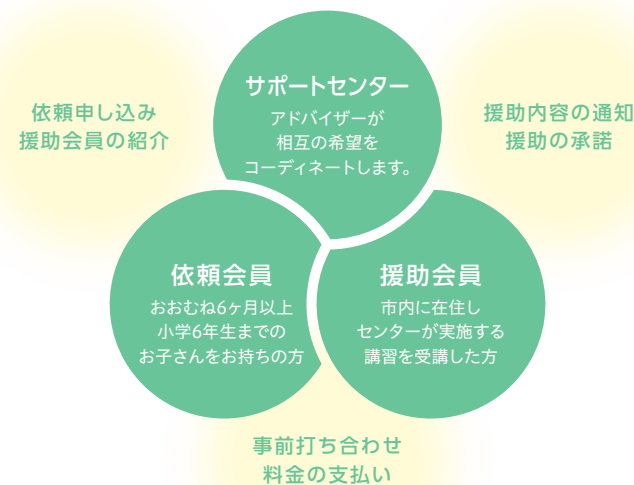 サポートセンター
アドバイザーが
相互の希望を
コーディネートします。
依頼申し込み
援助会員の紹介
援助内容の通知
援助の承諾
依頼会員
おおむね6ヶ月以上
小学6年生までの
お子さんをお持ちの方
援助会員
市内に在住し
センターが実施する
講習を受講した方
事前打ち合わせ
料金の支払い